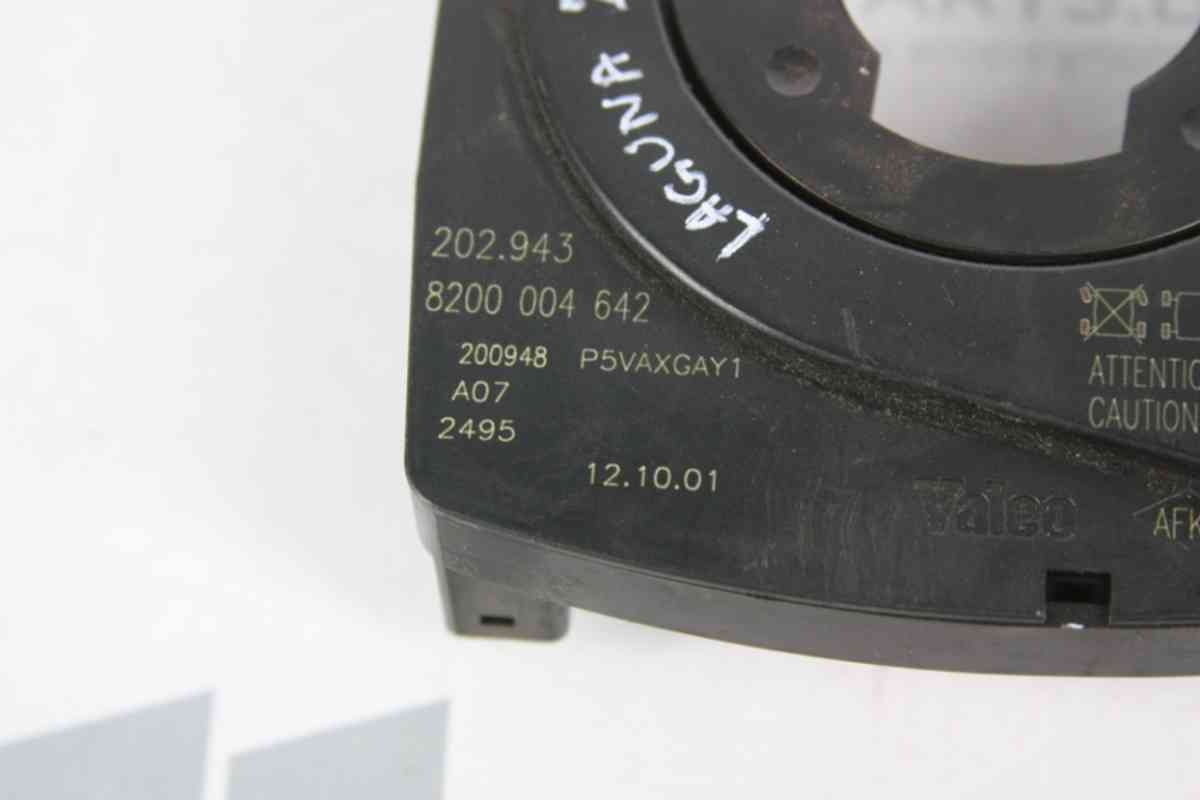 LAGUNA
202.943
8200 004 642
200948 P5VAXGAY1
A07
2495
12.10.01
ATTENTIO
CAUTION
Valeo
AFK